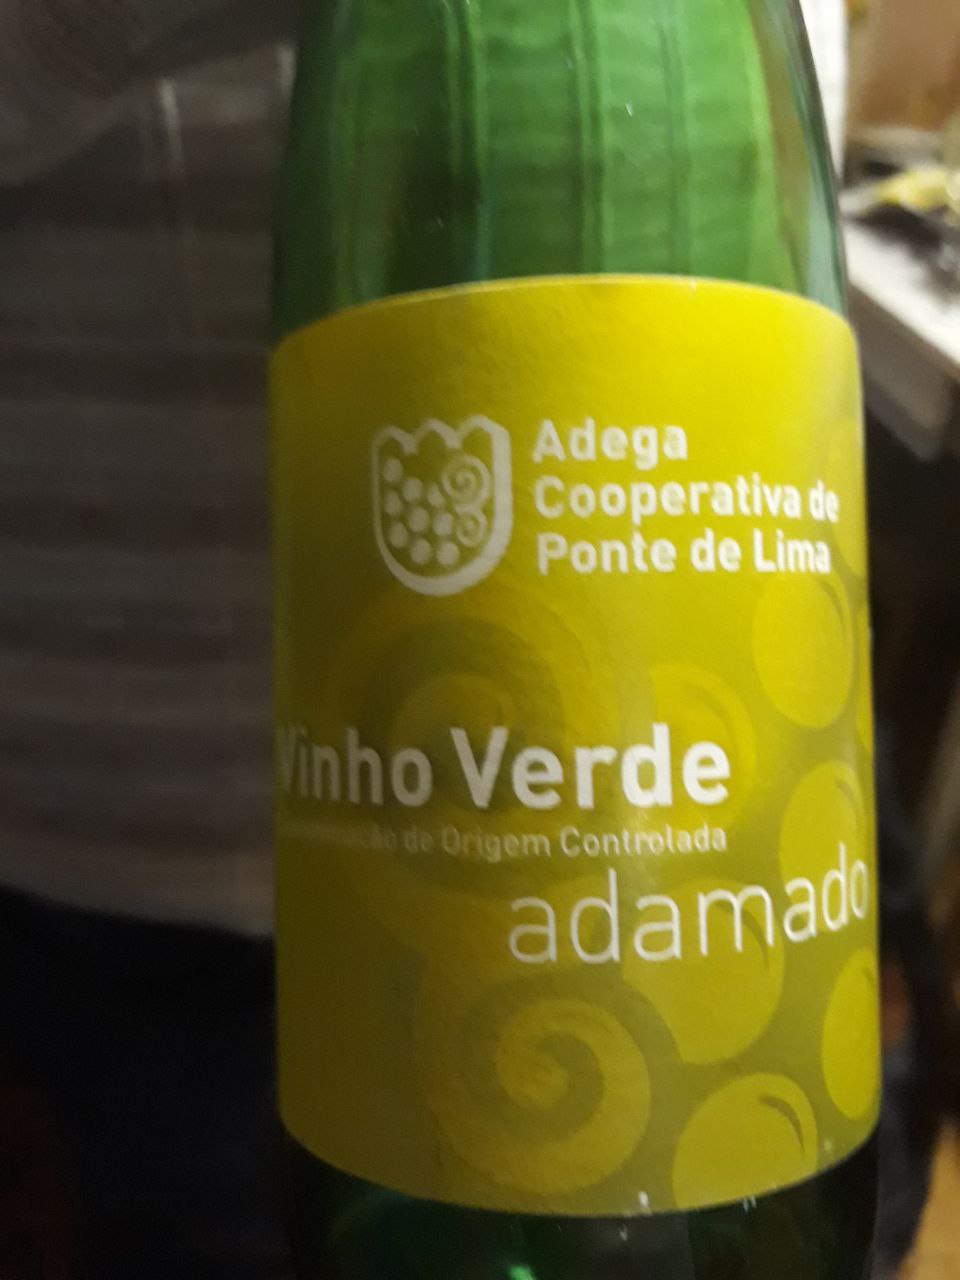 Adega
Cooperativa de
Ponte de Lima
Vinho Verde
de Origem Controlada
adamado